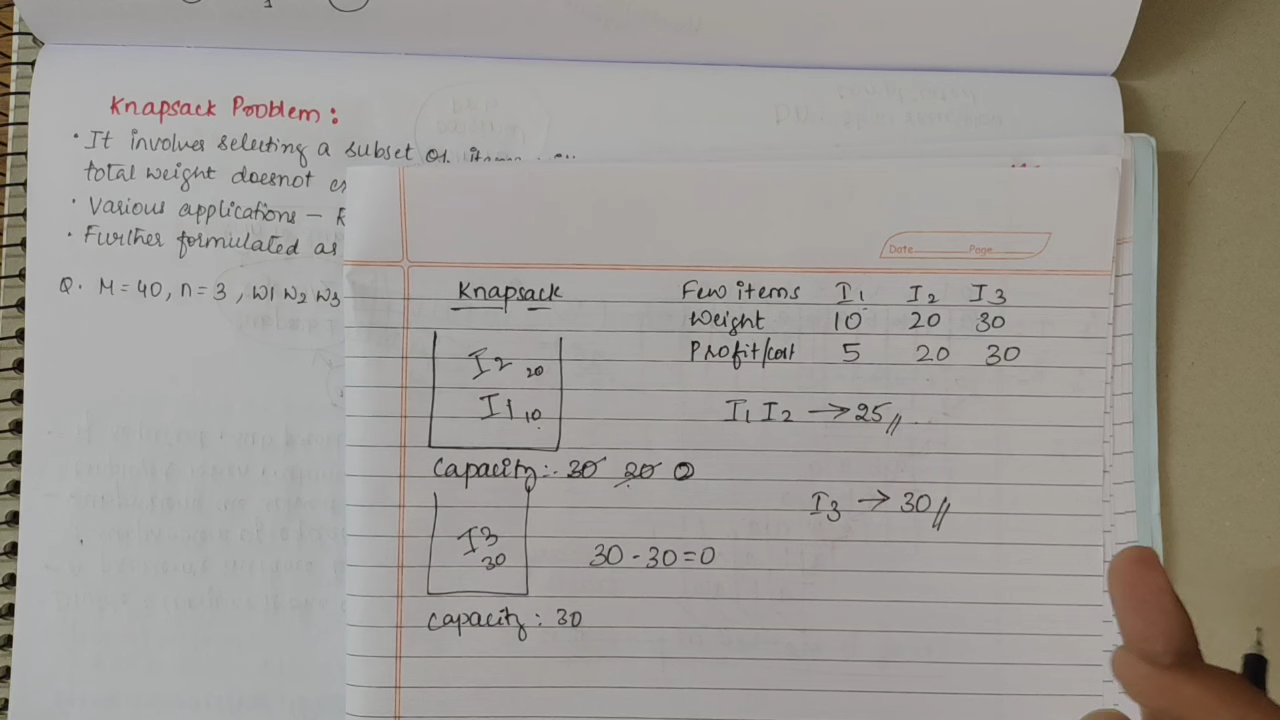 Knapsack Problem :
• It involves selecting a subset of items
total weight doesnot
• Various applications –
• Further formulated as
Q. M = 40, n = 3, w1 w2 w3
Date Page
Knapsack
Few items I1 I2 I3
Weight 10 20 30
Profit/cost 5 20 30
I2 20
I1 10
I1 I2 → 25//
Capacity:- 30 20 0
I3 → 30//
I3
30
30 - 30 = 0
capacity : 30